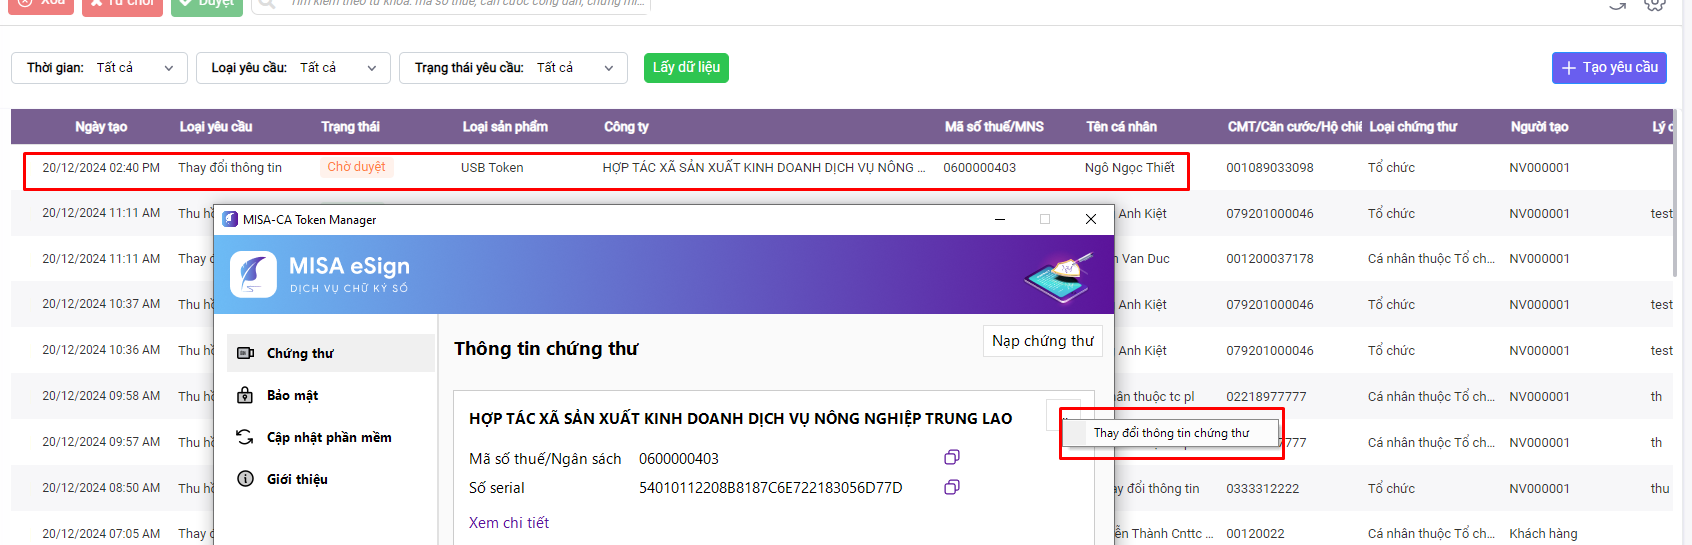 Xóa
Từ chối
Duyệt
Tìm kiếm theo từ khóa: mã số thuế, căn cước công dân, chứng mi...
Thời gian: Tất cả
Loại yêu cầu: Tất cả
Trạng thái yêu cầu: Tất cả
Lấy dữ liệu
Tạo yêu cầu
Ngày tạo Loại yêu cầu Trạng thái Loại sản phẩm Công ty Mã số thuế/MNS Tên cá nhân CMT/Căn cước/Hộ chiế Loại chứng thư Người tạo Lý
20/12/2024 02:40 PM Thay đổi thông tin Chờ duyệt USB Token HỢP TÁC XÃ SẢN XUẤT KINH DOANH DỊCH VỤ NÔNG ... 0600000403 Ngô Ngọc Thiết 001089033098 Tổ chức NV000001
20/12/2024 11:11 AM Thu Anh Kiệt 079201000046 Tổ chức NV000001 test
20/12/2024 11:11 AM Thay Van Duc 001200037178 Cá nhân thuộc Tổ ch... NV000001
20/12/2024 10:37 AM Thu Anh Kiệt 079201000046 Tổ chức NV000001 test
20/12/2024 10:36 AM Thu Anh Kiệt 079201000046 Tổ chức NV000001 test
20/12/2024 09:58 AM Thu thuộc tc pl 02218977777 Cá nhân thuộc Tổ ch... NV000001 th
20/12/2024 09:57 AM Thu 7777 Cá nhân thuộc Tổ ch... NV000001 th
20/12/2024 08:50 AM Thu ay đổi thông tin 0333312222 Tổ chức NV000001 thu
20/12/2024 07:05 AM Thay Thành Cnttc ... 00120022 Cá nhân thuộc Tổ ch... Khách hàng
MISA-CA Token Manager
MISA eSign
DỊCH VỤ CHỮ KÝ SỐ
Chứng thư
Bảo mật
Cập nhật phần mềm
Giới thiệu
Thông tin chứng thư
Nạp chứng thư
HỢP TÁC XÃ SẢN XUẤT KINH DOANH DỊCH VỤ NÔNG NGHIỆP TRUNG LAO
Thay đổi thông tin chứng thư
Mã số thuế/Ngân sách 0600000403
Số serial 54010112208B8187C6E722183056D77D
Xem chi tiết